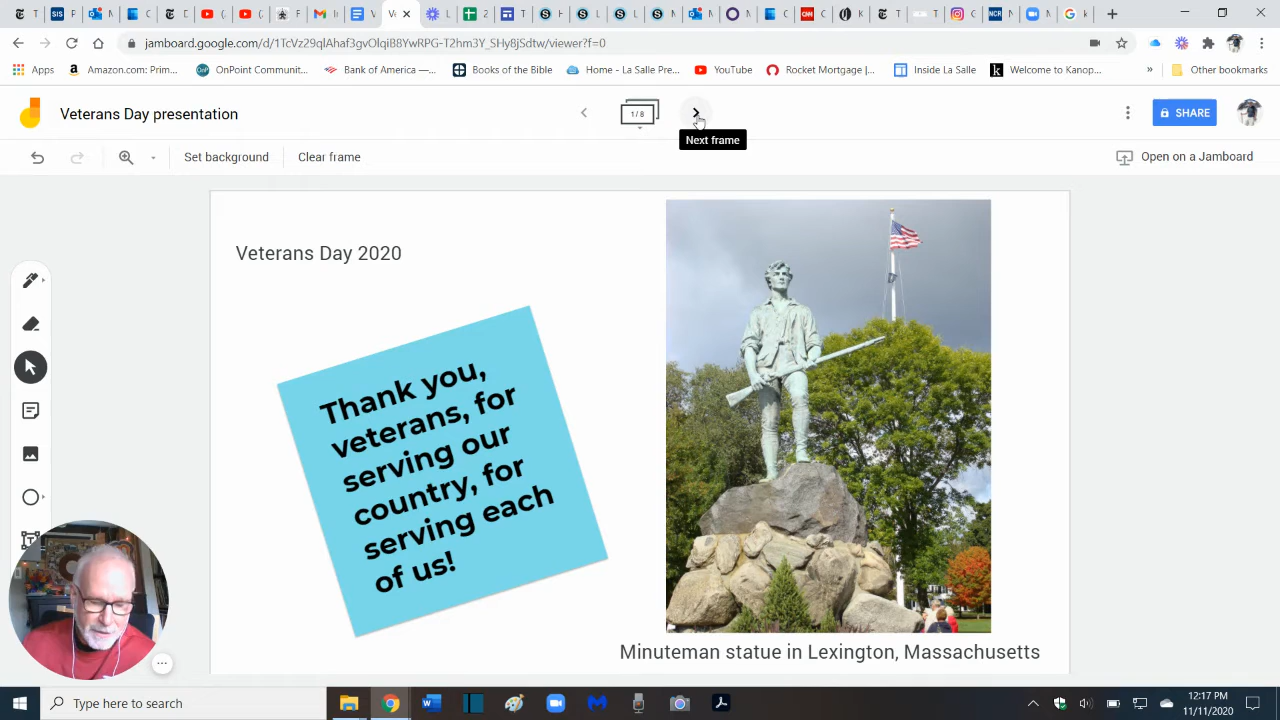 Ve
jamboard.google.com/d/1TcVz29qlAhaf3gvOlqiB8YwRPG-T2hm3Y_SHy8jSdtw/viewer?f=0
Apps
Amazon.com: Prim...
OnPoint Communit...
Bank of America —...
Books of the Bible
Home - La Salle Pre...
YouTube
Rocket Mortgage |...
Inside La Salle
Welcome to Kanop...
»
Other bookmarks
Veterans Day presentation
1 / 8
SHARE
Next frame
Set background
Clear frame
Open on a Jamboard
Veterans Day 2020
Thank you,
veterans, for
serving our
country, for
serving each
of us!
Minuteman statue in Lexington, Massachusetts
Type here to search
12:17 PM
11/11/2020